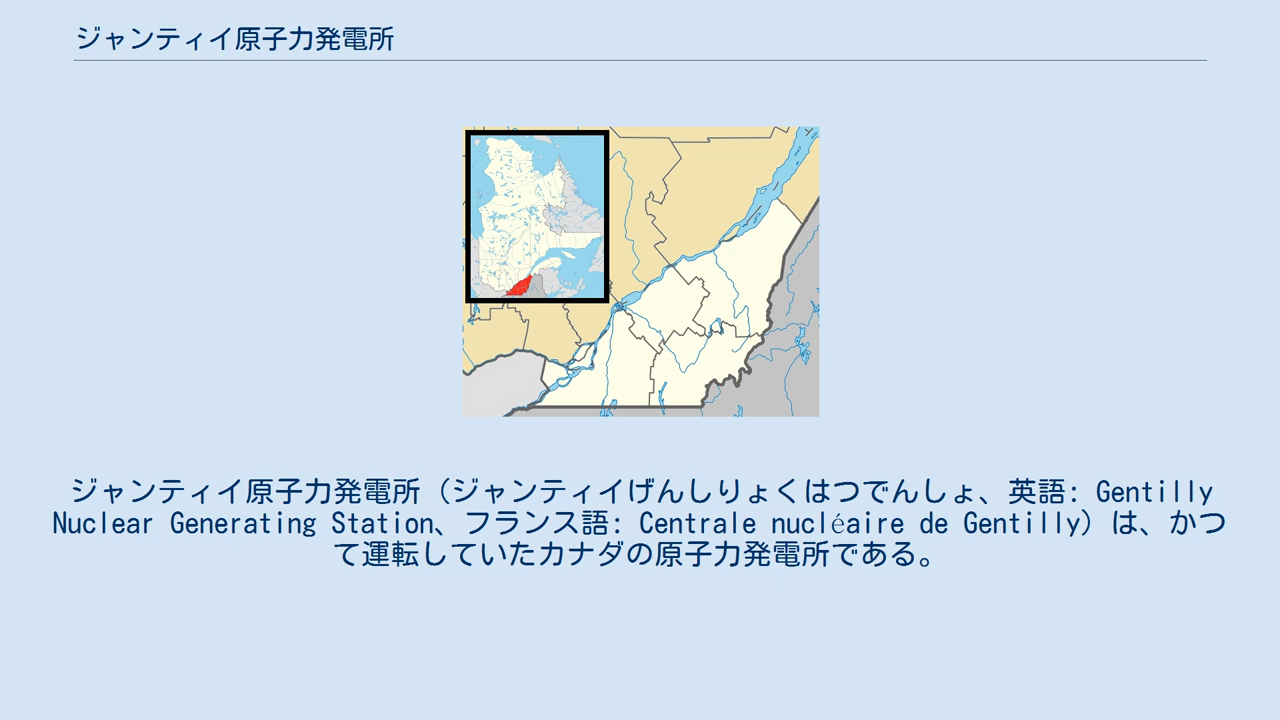 ジャンティイ原子力発電所
ジャンティイ原子力発電所（ジャンティイげんしりょくはつでんしょ、英語: Gentilly
Nuclear Generating Station、フランス語: Centrale nucléaire de Gentilly）は、かつ
て運転していたカナダの原子力発電所である。